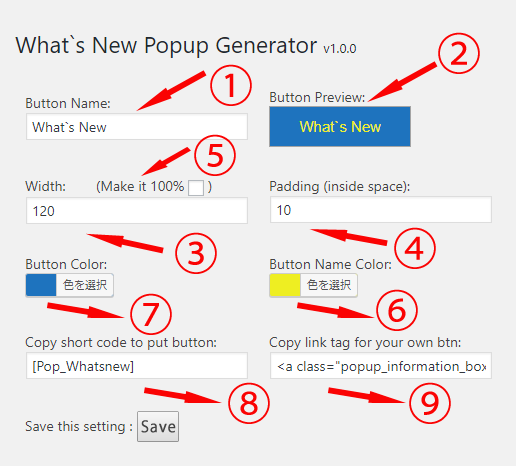 What`s New Popup Generator v1.0.0
① ②
Button Name: Button Preview:
What`s New What`s New
⑤
Width: (Make it 100% ) Padding (inside space):
120 10
③ ④
Button Color: Button Name Color:
色を選択 色を選択
⑦ ⑥
Copy short code to put button: Copy link tag for your own btn:
[Pop_Whatsnew] <a class="popup_information_box
⑧ ⑨
Save this setting : Save